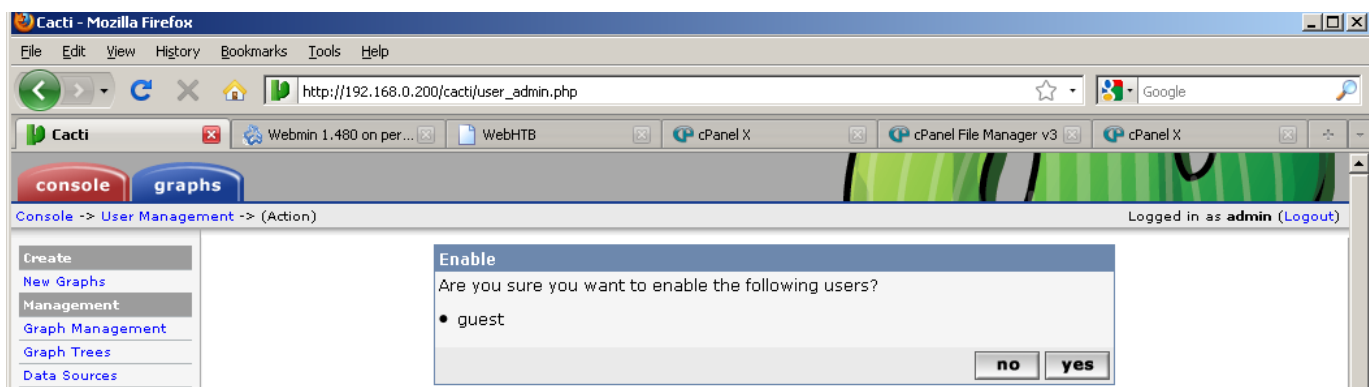 Cacti - Mozilla Firefox
File Edit View History Bookmarks Tools Help
http://192.168.0.200/cacti/user_admin.php Google
Cacti Webmin 1.480 on per... WebHTB cPanel X cPanel File Manager v3 cPanel X
console graphs
Console -> User Management -> (Action) Logged in as admin (Logout)
Create
New Graphs
Management
Graph Management
Graph Trees
Data Sources
Enable
Are you sure you want to enable the following users?
• guest
no yes